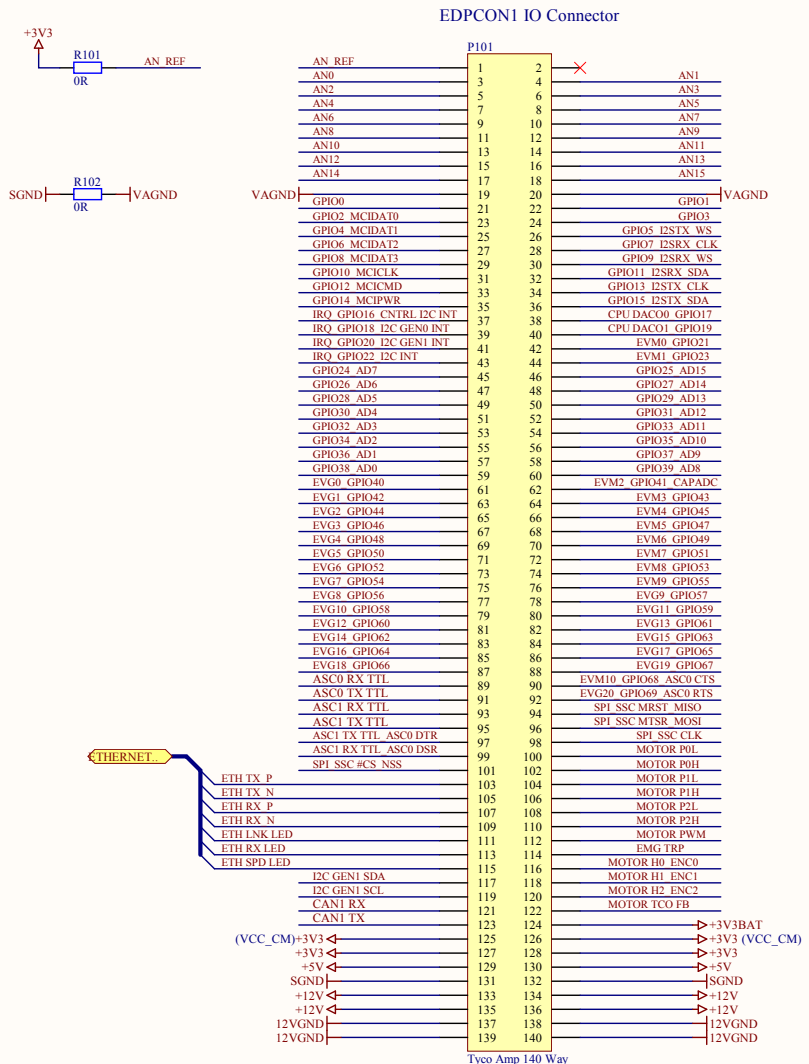 EDPCON1 IO Connector
+3V3
R101
AN_REF
0R
SGND
R102
VAGND
0R
P101
AN_REF 1 2
AN0 3 4 AN1
AN2 5 6 AN3
AN4 7 8 AN5
AN6 9 10 AN7
AN8 11 12 AN9
AN10 13 14 AN11
AN12 15 16 AN13
AN14 17 18 AN15
VAGND 19 20 VAGND
GPIO0 21 22 GPIO1
GPIO2_MCIDAT0 23 24 GPIO3
GPIO4_MCIDAT1 25 26 GPIO5_I2STX_WS
GPIO6_MCIDAT2 27 28 GPIO7_I2SRX_CLK
GPIO8_MCIDAT3 29 30 GPIO9_I2SRX_WS
GPIO10_MCICLK 31 32 GPIO11_I2SRX_SDA
GPIO12_MCICMD 33 34 GPIO13_I2STX_CLK
GPIO14_MCIPWR 35 36 GPIO15_I2STX_SDA
IRQ_GPIO16_CNTRL I2C INT 37 38 CPU DACO0_GPIO17
IRQ_GPIO18_I2C GEN0 INT 39 40 CPU DACO1_GPIO19
IRQ_GPIO20_I2C GEN1 INT 41 42 EVM0_GPIO21
IRQ_GPIO22_I2C INT 43 44 EVM1_GPIO23
GPIO24_AD7 45 46 GPIO25_AD15
GPIO26_AD6 47 48 GPIO27_AD14
GPIO28_AD5 49 50 GPIO29_AD13
GPIO30_AD4 51 52 GPIO31_AD12
GPIO32_AD3 53 54 GPIO33_AD11
GPIO34_AD2 55 56 GPIO35_AD10
GPIO36_AD1 57 58 GPIO37_AD9
GPIO38_AD0 59 60 GPIO39_AD8
EVG0_GPIO40 61 62 EVM2_GPIO41_CAPADC
EVG1_GPIO42 63 64 EVM3_GPIO43
EVG2_GPIO44 65 66 EVM4_GPIO45
EVG3_GPIO46 67 68 EVM5_GPIO47
EVG4_GPIO48 69 70 EVM6_GPIO49
EVG5_GPIO50 71 72 EVM7_GPIO51
EVG6_GPIO52 73 74 EVM8_GPIO53
EVG7_GPIO54 75 76 EVM9_GPIO55
EVG8_GPIO56 77 78 EVG9_GPIO57
EVG10_GPIO58 79 80 EVG11_GPIO59
EVG12_GPIO60 81 82 EVG13_GPIO61
EVG14_GPIO62 83 84 EVG15_GPIO63
EVG16_GPIO64 85 86 EVG17_GPIO65
EVG18_GPIO66 87 88 EVG19_GPIO67
ASC0 RX TTL 89 90 EVM10_GPIO68_ASC0 CTS
ASC0 TX TTL 91 92 EVG20_GPIO69_ASC0 RTS
ASC1 RX TTL 93 94 SPI_SSC MRST_MISO
ASC1 TX TTL 95 96 SPI_SSC MTSR_MOSI
ASC1 TX TTL_ASC0 DTR 97 98 SPI_SSC CLK
ASC1 RX TTL_ASC0 DSR 99 100 MOTOR P0L
SPI_SSC #CS_NSS 101 102 MOTOR P0H
ETHERNET..
ETH TX_P 103 104 MOTOR P1L
ETH TX_N 105 106 MOTOR P1H
ETH RX_P 107 108 MOTOR P2L
ETH RX_N 109 110 MOTOR P2H
ETH LNK LED 111 112 MOTOR PWM
ETH RX LED 113 114 EMG TRP
ETH SPD LED 115 116 MOTOR H0_ENC0
I2C GEN1 SDA 117 118 MOTOR H1_ENC1
I2C GEN1 SCL 119 120 MOTOR H2_ENC2
CAN1 RX 121 122 MOTOR TCO FB
CAN1 TX 123 124 +3V3BAT
(VCC_CM)+3V3 125 126 +3V3 (VCC_CM)
+3V3 127 128 +3V3
+5V 129 130 +5V
SGND 131 132 SGND
+12V 133 134 +12V
+12V 135 136 +12V
12VGND 137 138 12VGND
12VGND 139 140 12VGND
Tyco Amp 140 Way